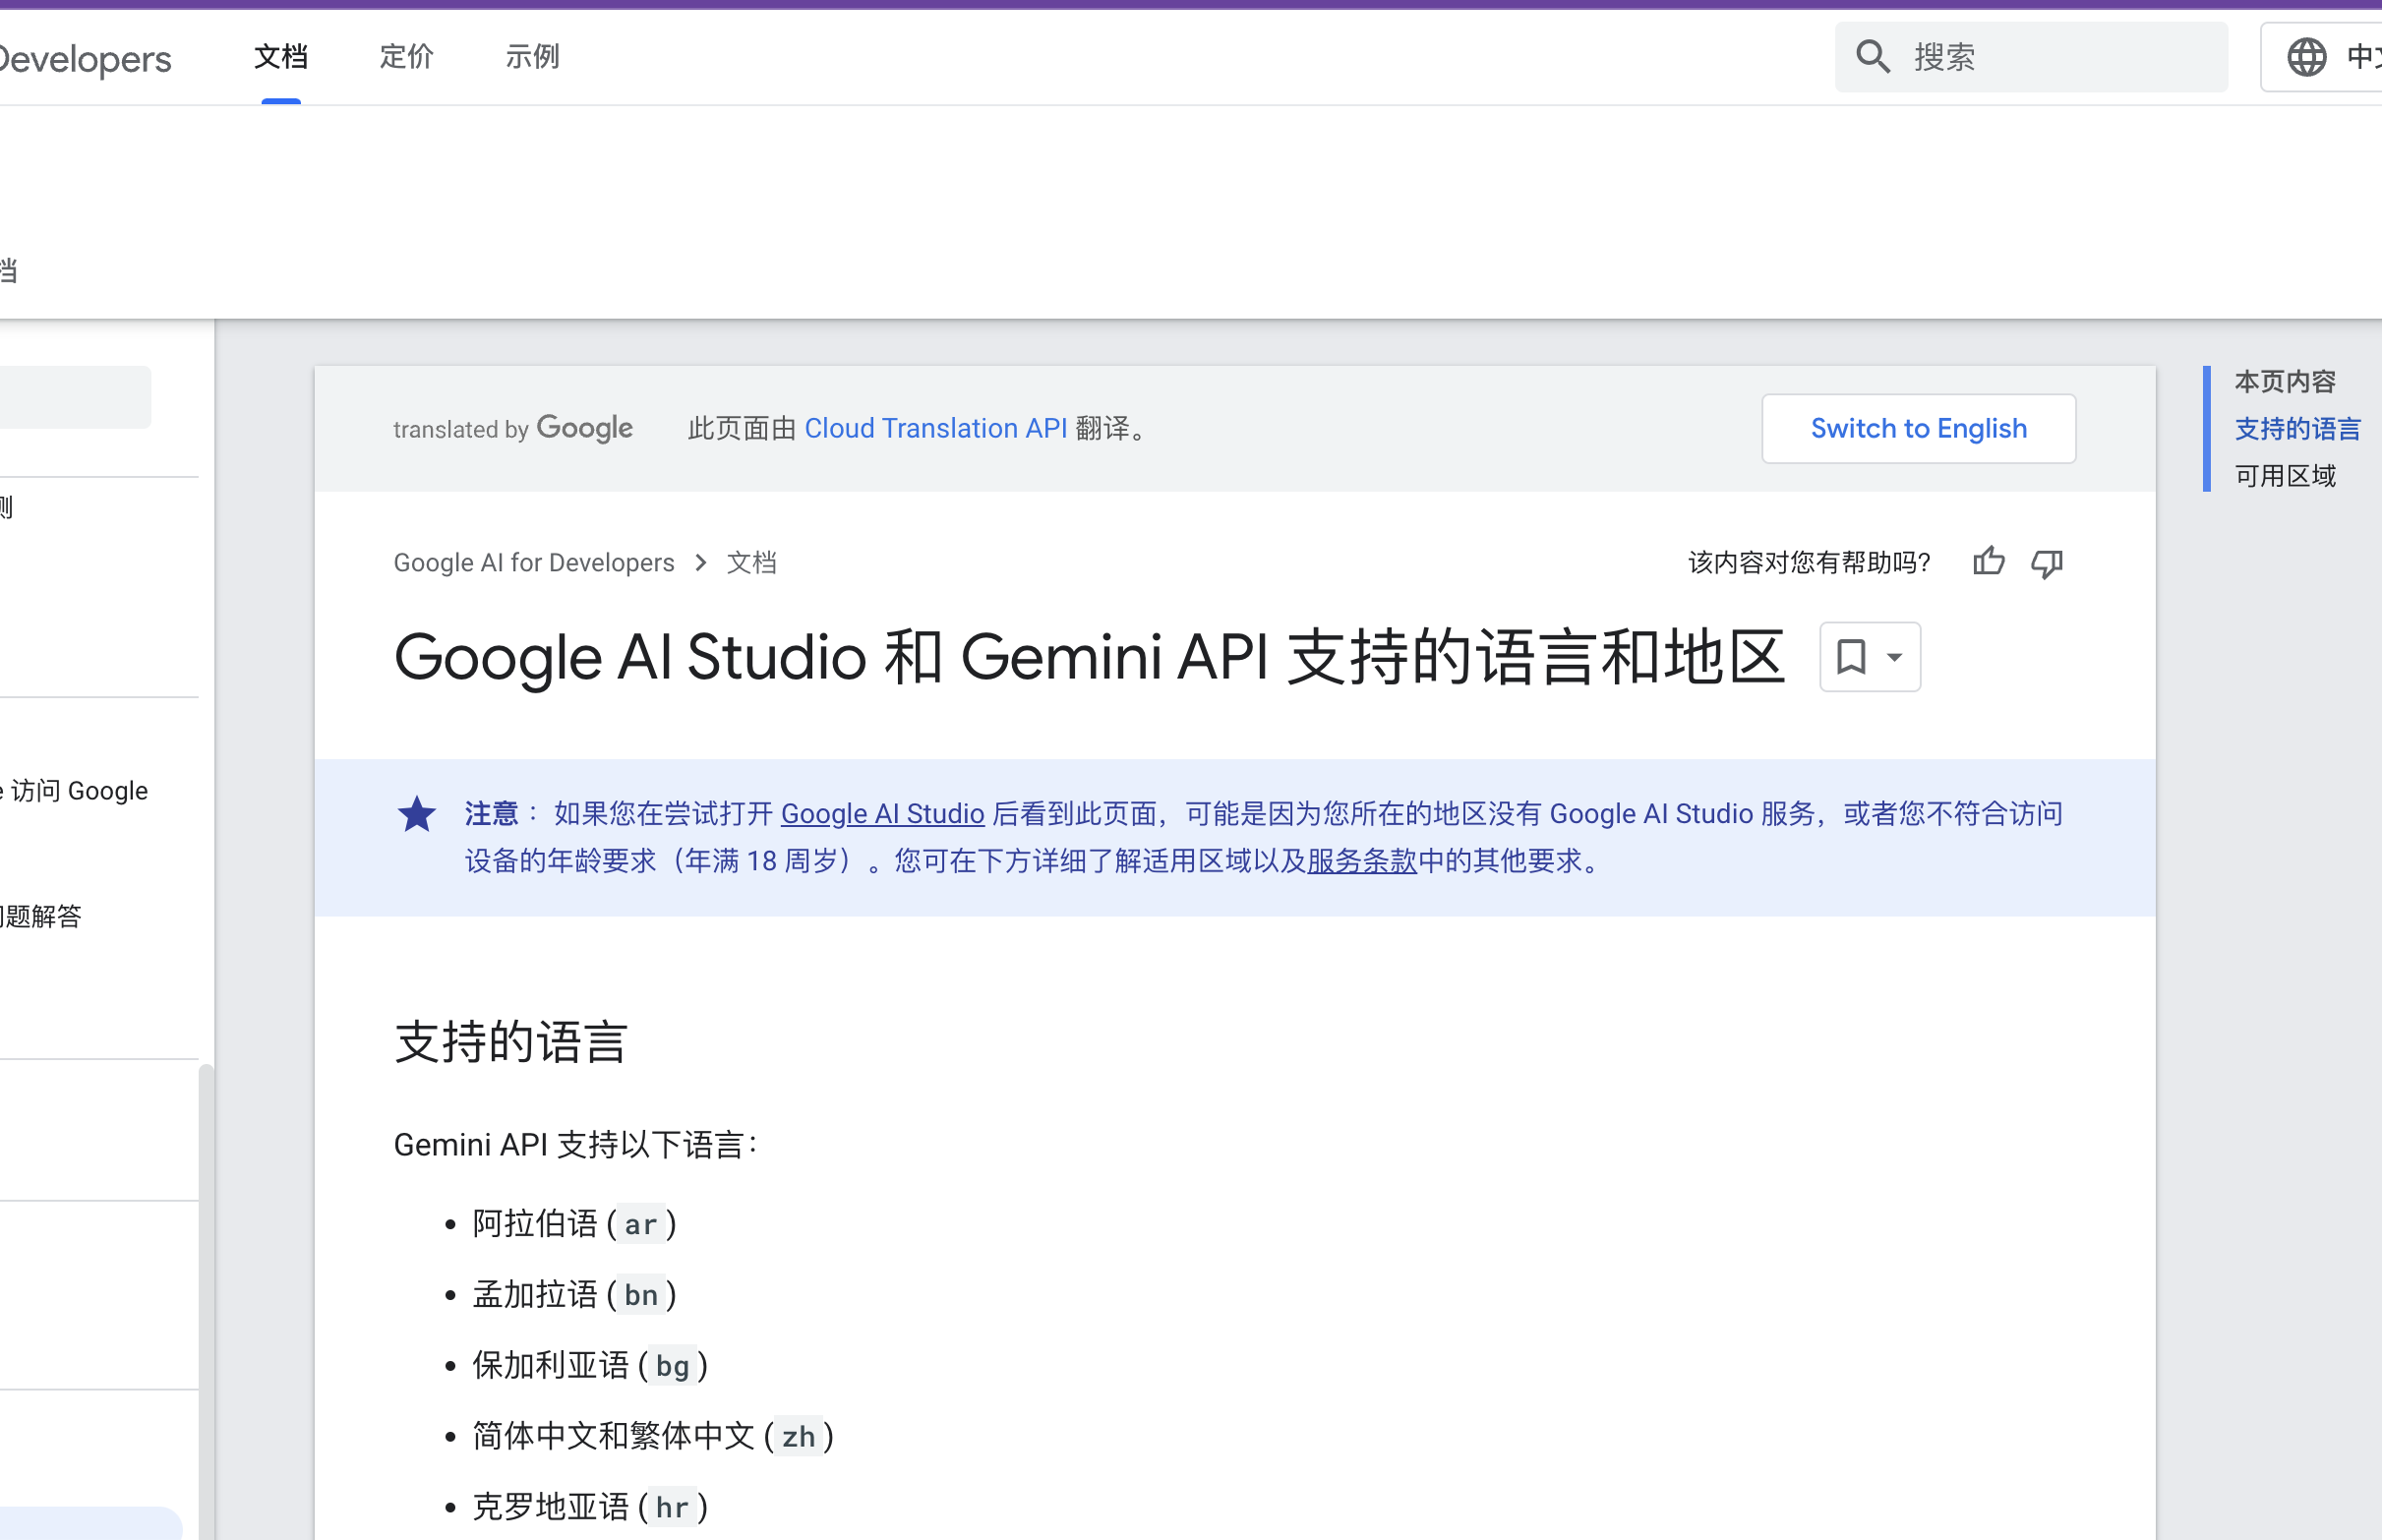 Developers
文档
定价
示例
搜索
中文
档
测
访问 Google
问题解答
translated by Google
此页面由 Cloud Translation API 翻译。
Switch to English
Google AI for Developers
文档
该内容对您有帮助吗?
Google AI Studio 和 Gemini API 支持的语言和地区
注意 ：如果您在尝试打开 Google AI Studio 后看到此页面，可能是因为您所在的地区没有 Google AI Studio 服务，或者您不符合访问
设备的年龄要求（年满 18 周岁）。您可在下方详细了解适用区域以及服务条款中的其他要求。
支持的语言
Gemini API 支持以下语言：
• 阿拉伯语 (ar)
• 孟加拉语 (bn)
• 保加利亚语 (bg)
• 简体中文和繁体中文 (zh)
• 克罗地亚语 (hr)
本页内容
支持的语言
可用区域